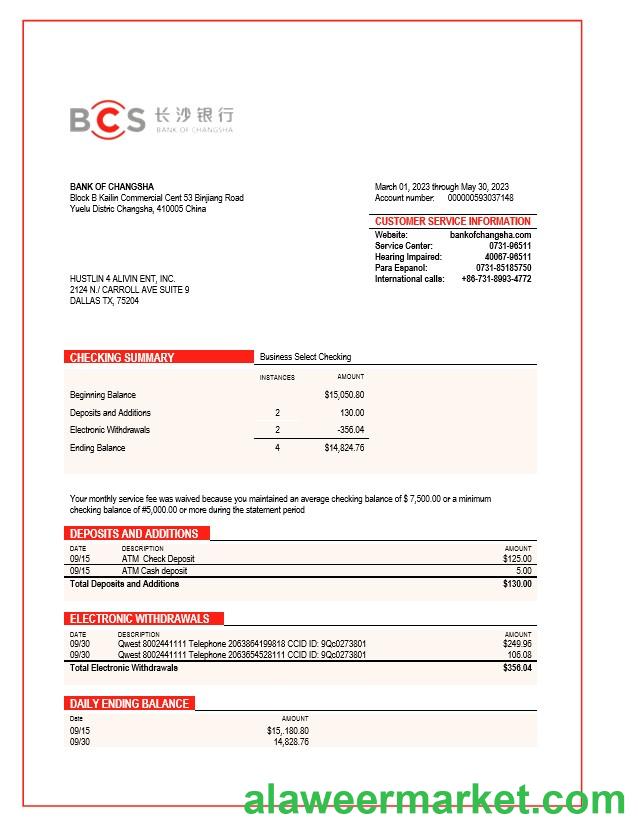 BCS 长沙银行
BANK OF CHANGSHA
BANK OF CHANGSHA
Block B Kailin Commercial Cent 53 Binjiang Road
Yuelu Distric Changsha, 410005 China
March 01, 2023 through May 30, 2023
Account number: 000000593037148
CUSTOMER SERVICE INFORMATION
Website: bankofchangsha.com
Service Center: 0731-96511
Hearing Impaired: 40067-96511
Para Espanol: 0731-85185750
International calls: +86-731-8993-4772
HUSTLIN 4 ALIVIN ENT, INC.
2124 N./ CARROLL AVE SUITE 9
DALLAS TX, 75204
CHECKING SUMMARY Business Select Checking
INSTANCES AMOUNT
Beginning Balance $15,050.80
Deposits and Additions 2 130.00
Electronic Withdrawals 2 -356.04
Ending Balance 4 $14,824.76
Your monthly service fee was waived because you maintained an average checking balance of $ 7,500.00 or a minimum
checking balance of #5,000.00 or more during the statement period
DEPOSITS AND ADDITIONS
DATE DESCRIPTION AMOUNT
09/15 ATM Check Deposit $125.00
09/15 ATM Cash deposit 5.00
Total Deposits and Additions $130.00
ELECTRONIC WITHDRAWALS
DATE DESCRIPTION AMOUNT
09/30 Qwest 8002441111 Telephone 2063864199818 CCID ID: 9Qc0273801 $249.96
09/30 Qwest 8002441111 Telephone 2063654528111 CCID ID: 9Qc0273801 106.08
Total Electronic Withdrawals $356.04
DAILY ENDING BALANCE
Date AMOUNT
09/15 $15,.180.80
09/30 14,828.76
alaweermarket.com